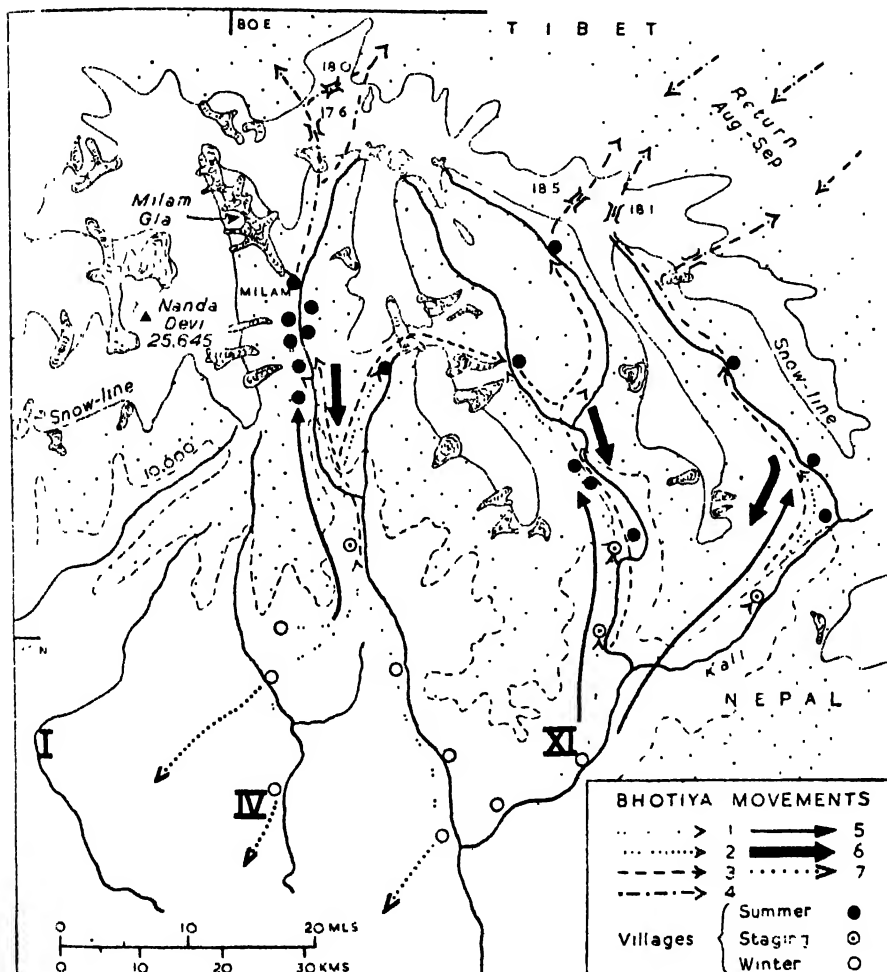 80E
TIBET
180
176
Return
Aug-Sep
185
181
Milam
Gla
MILAM
Nanda
Devi
25.645
Snow-line
Snow-line
10.000
N
Kali
NEPAL
I
IV
XI
0 10 20 MLS
0 10 20 30 KMS
BHOTIYA MOVEMENTS
1 5
2 6
3 7
4
Villages
Summer
Staging
Winter